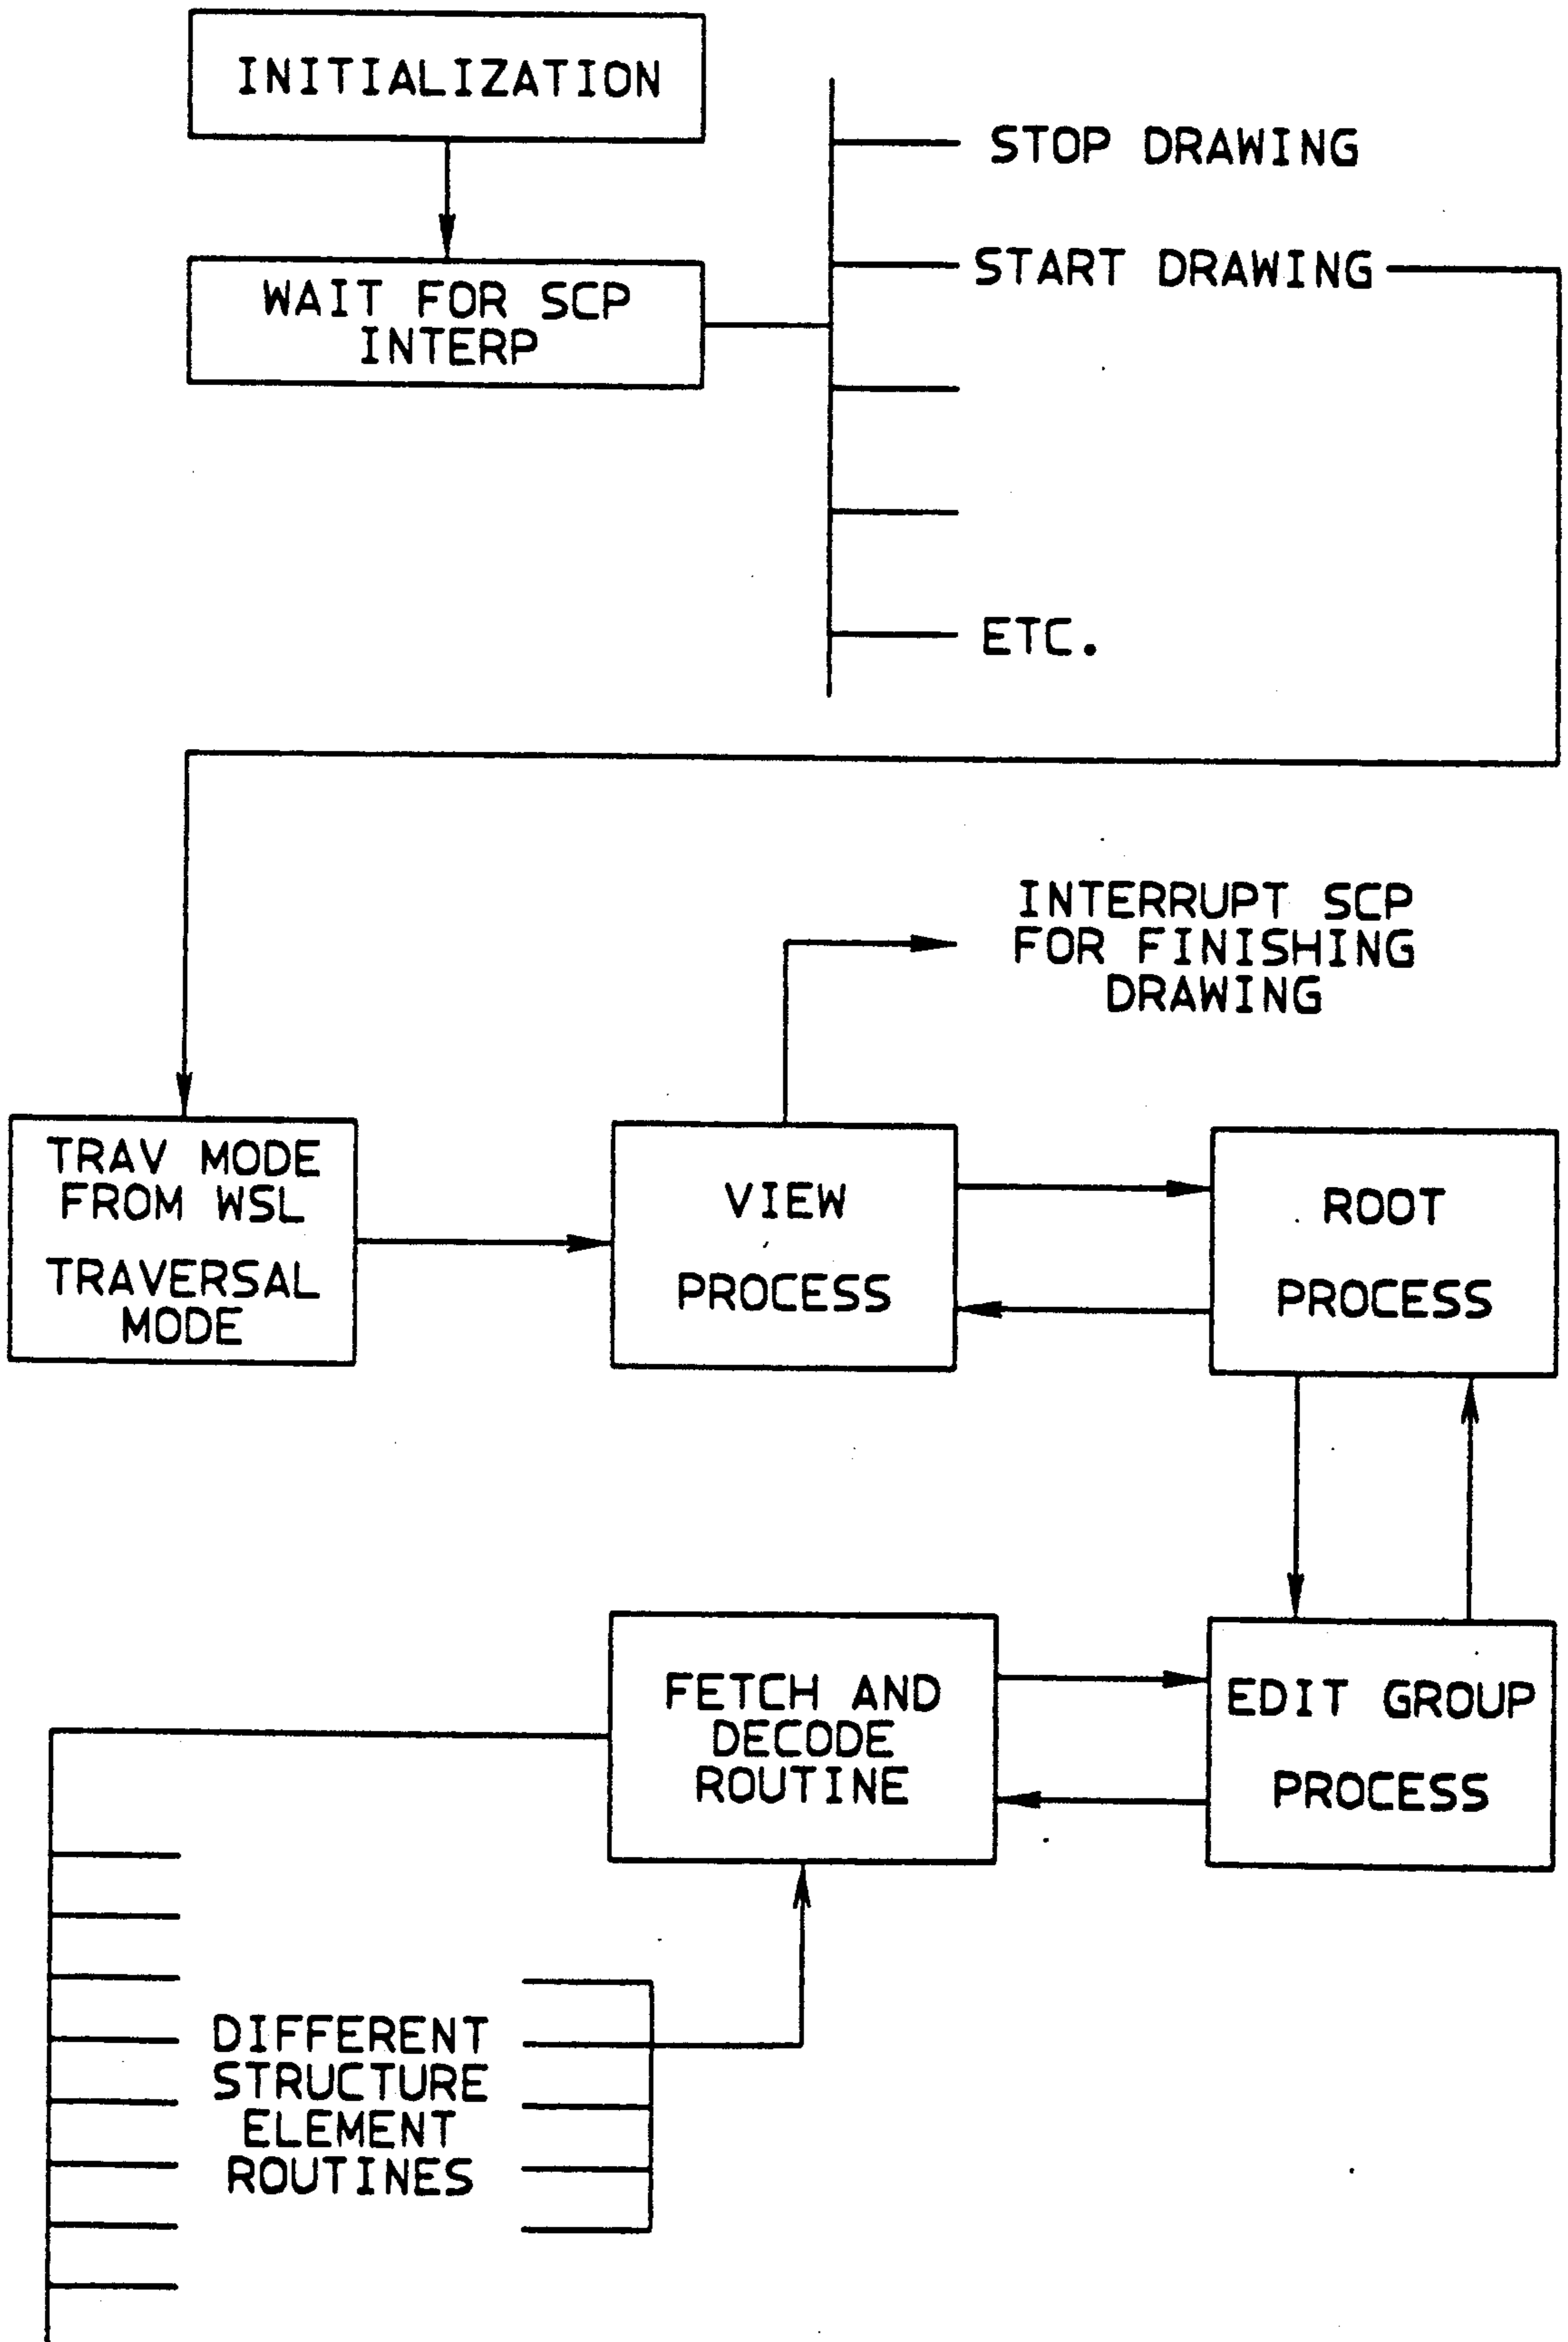 INITIALIZATION
STOP DRAWING
START DRAWING
WAIT FOR SCP
INTERP
ETC.
INTERRUPT SCP
FOR FINISHING
DRAWING
TRAV MODE
FROM WSL
TRAVERSAL
MODE
VIEW
PROCESS
ROOT
PROCESS
FETCH AND
DECODE
ROUTINE
EDIT GROUP
PROCESS
DIFFERENT
STRUCTURE
ELEMENT
ROUTINES